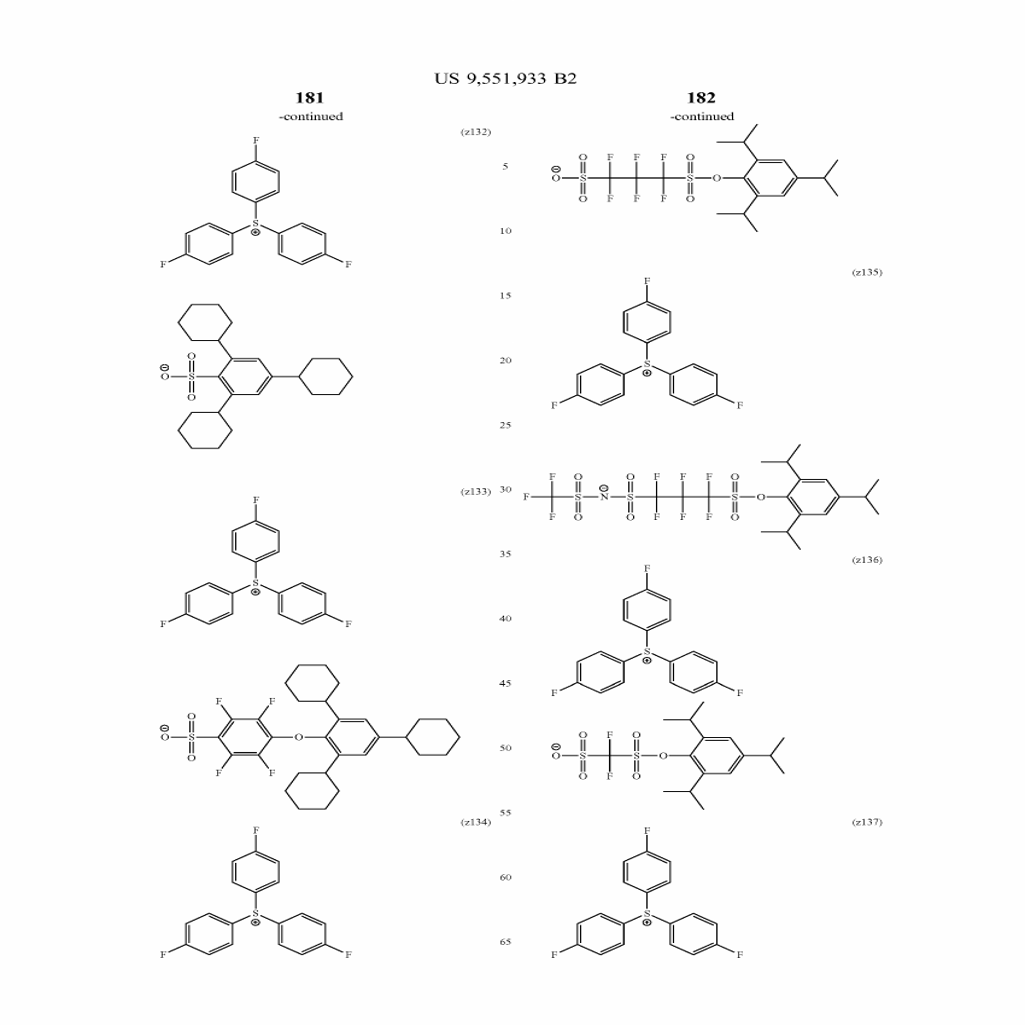 US 9,551,933 B2
181
-continued
(z132)
F
S
⊕
F
F
O
⊖
O
S
O
(z133)
F
S
⊕
F
F
F
F
O
⊖
O
S
O
O
F
F
(z134)
F
S
⊕
F
F
5
10
15
20
25
30
35
40
45
50
55
60
65
182
-continued
O F F F O
⊖
O S S O
O F F F O
(z135)
F
S
⊕
F
F
F O O F F F O
⊖
F S N S S O
F O O F F F O
(z136)
F
S
⊕
F
F
O F O
⊖
O S S O
O F O
(z137)
F
S
⊕
F
F